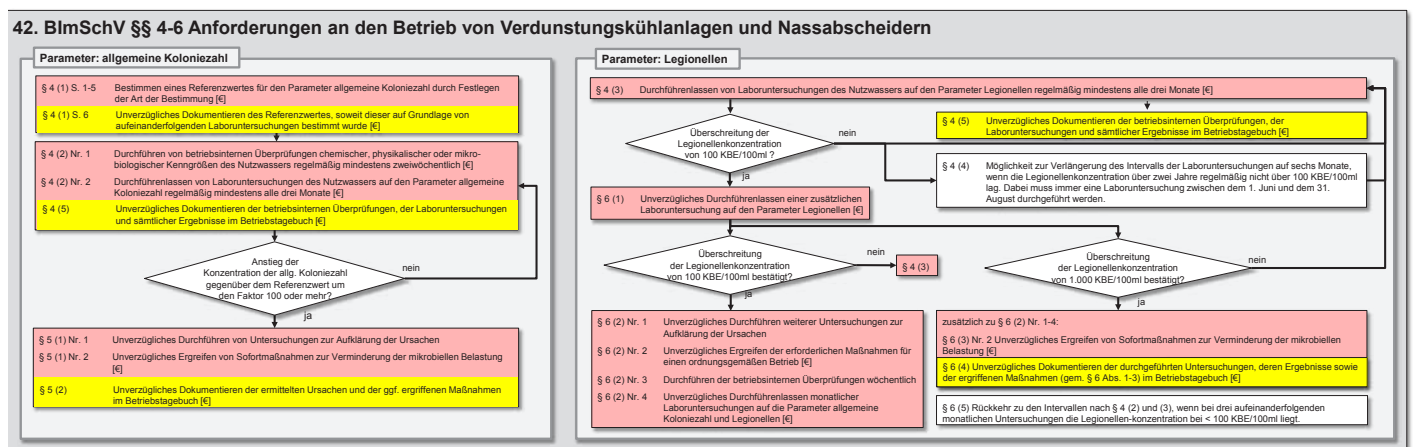 42. BImSchV §§ 4-6 Anforderungen an den Betrieb von Verdunstungskühlanlagen und Nassabscheidern
Parameter: allgemeine Koloniezahl
§ 4 (1) S. 1-5 Bestimmen eines Referenzwertes für den Parameter allgemeine Koloniezahl durch Festlegen
der Art der Bestimmung [€]
§ 4 (1) S. 6 Unverzügliches Dokumentieren des Referenzwertes, soweit dieser auf Grundlage von
aufeinanderfolgenden Laboruntersuchungen bestimmt wurde [€]
§ 4 (2) Nr. 1 Durchführen von betriebsinternen Überprüfungen chemischer, physikalischer oder mikro-
biologischer Kenngrößen des Nutzwassers regelmäßig mindestens zweiwöchentlich [€]
§ 4 (2) Nr. 2 Durchführenlassen von Laboruntersuchungen des Nutzwassers auf den Parameter allgemeine
Koloniezahl regelmäßig mindestens alle drei Monate [€]
§ 4 (5) Unverzügliches Dokumentieren der betriebsinternen Überprüfungen, der Laboruntersuchungen
und sämtlicher Ergebnisse im Betriebstagebuch [€]
Anstieg der
Konzentration der allg. Koloniezahl
gegenüber dem Referenzwert um
den Faktor 100 oder mehr?
nein
ja
§ 5 (1) Nr. 1 Unverzügliches Durchführen von Untersuchungen zur Aufklärung der Ursachen
§ 5 (1) Nr. 2 Unverzügliches Ergreifen von Sofortmaßnahmen zur Verminderung der mikrobiellen Belastung
[€]
§ 5 (2) Unverzügliches Dokumentieren der ermittelten Ursachen und der ggf. ergriffenen Maßnahmen
im Betriebstagebuch [€]
Parameter: Legionellen
§ 4 (3) Durchführenlassen von Laboruntersuchungen des Nutzwassers auf den Parameter Legionellen regelmäßig mindestens alle drei Monate [€]
Überschreitung der
Legionellenkonzentration
von 100 KBE/100ml ?
nein
ja
§ 4 (5) Unverzügliches Dokumentieren der betriebsinternen Überprüfungen, der
Laboruntersuchungen und sämtlicher Ergebnisse im Betriebstagebuch [€]
§ 4 (4) Möglichkeit zur Verlängerung des Intervalls der Laboruntersuchungen auf sechs Monate,
wenn die Legionellenkonzentration über zwei Jahre regelmäßig nicht über 100 KBE/100ml
lag. Dabei muss immer eine Laboruntersuchung zwischen dem 1. Juni und dem 31.
August durchgeführt werden.
§ 6 (1) Unverzügliches Durchführenlassen einer zusätzlichen
Laboruntersuchung auf den Parameter Legionellen [€]
Überschreitung
der Legionellenkonzentration
von 100 KBE/100ml bestätigt?
nein
§ 4 (3)
ja
Überschreitung
der Legionellenkonzentration
von 1.000 KBE/100ml bestätigt?
nein
ja
§ 6 (2) Nr. 1 Unverzügliches Durchführen weiterer Untersuchungen zur
Aufklärung der Ursachen
§ 6 (2) Nr. 2 Unverzügliches Ergreifen der erforderlichen Maßnahmen für
einen ordnungsgemäßen Betrieb [€]
§ 6 (2) Nr. 3 Durchführen der betriebsinternen Überprüfungen wöchentlich
§ 6 (2) Nr. 4 Unverzügliches Durchführenlassen monatlicher
Laboruntersuchungen auf die Parameter allgemeine
Koloniezahl und Legionellen [€]
zusätzlich zu § 6 (2) Nr. 1-4:
§ 6 (3) Nr. 2 Unverzügliches Ergreifen von Sofortmaßnahmen zur Verminderung der mikrobiellen
Belastung [€]
§ 6 (4) Unverzügliches Dokumentieren der durchgeführten Untersuchungen, deren Ergebnisse sowie
der ergriffenen Maßnahmen (gem. § 6 Abs. 1-3) im Betriebstagebuch [€]
§ 6 (5) Rückkehr zu den Intervallen nach § 4 (2) und (3), wenn bei drei aufeinanderfolgenden
monatlichen Untersuchungen die Legionellen-konzentration bei < 100 KBE/100ml liegt.